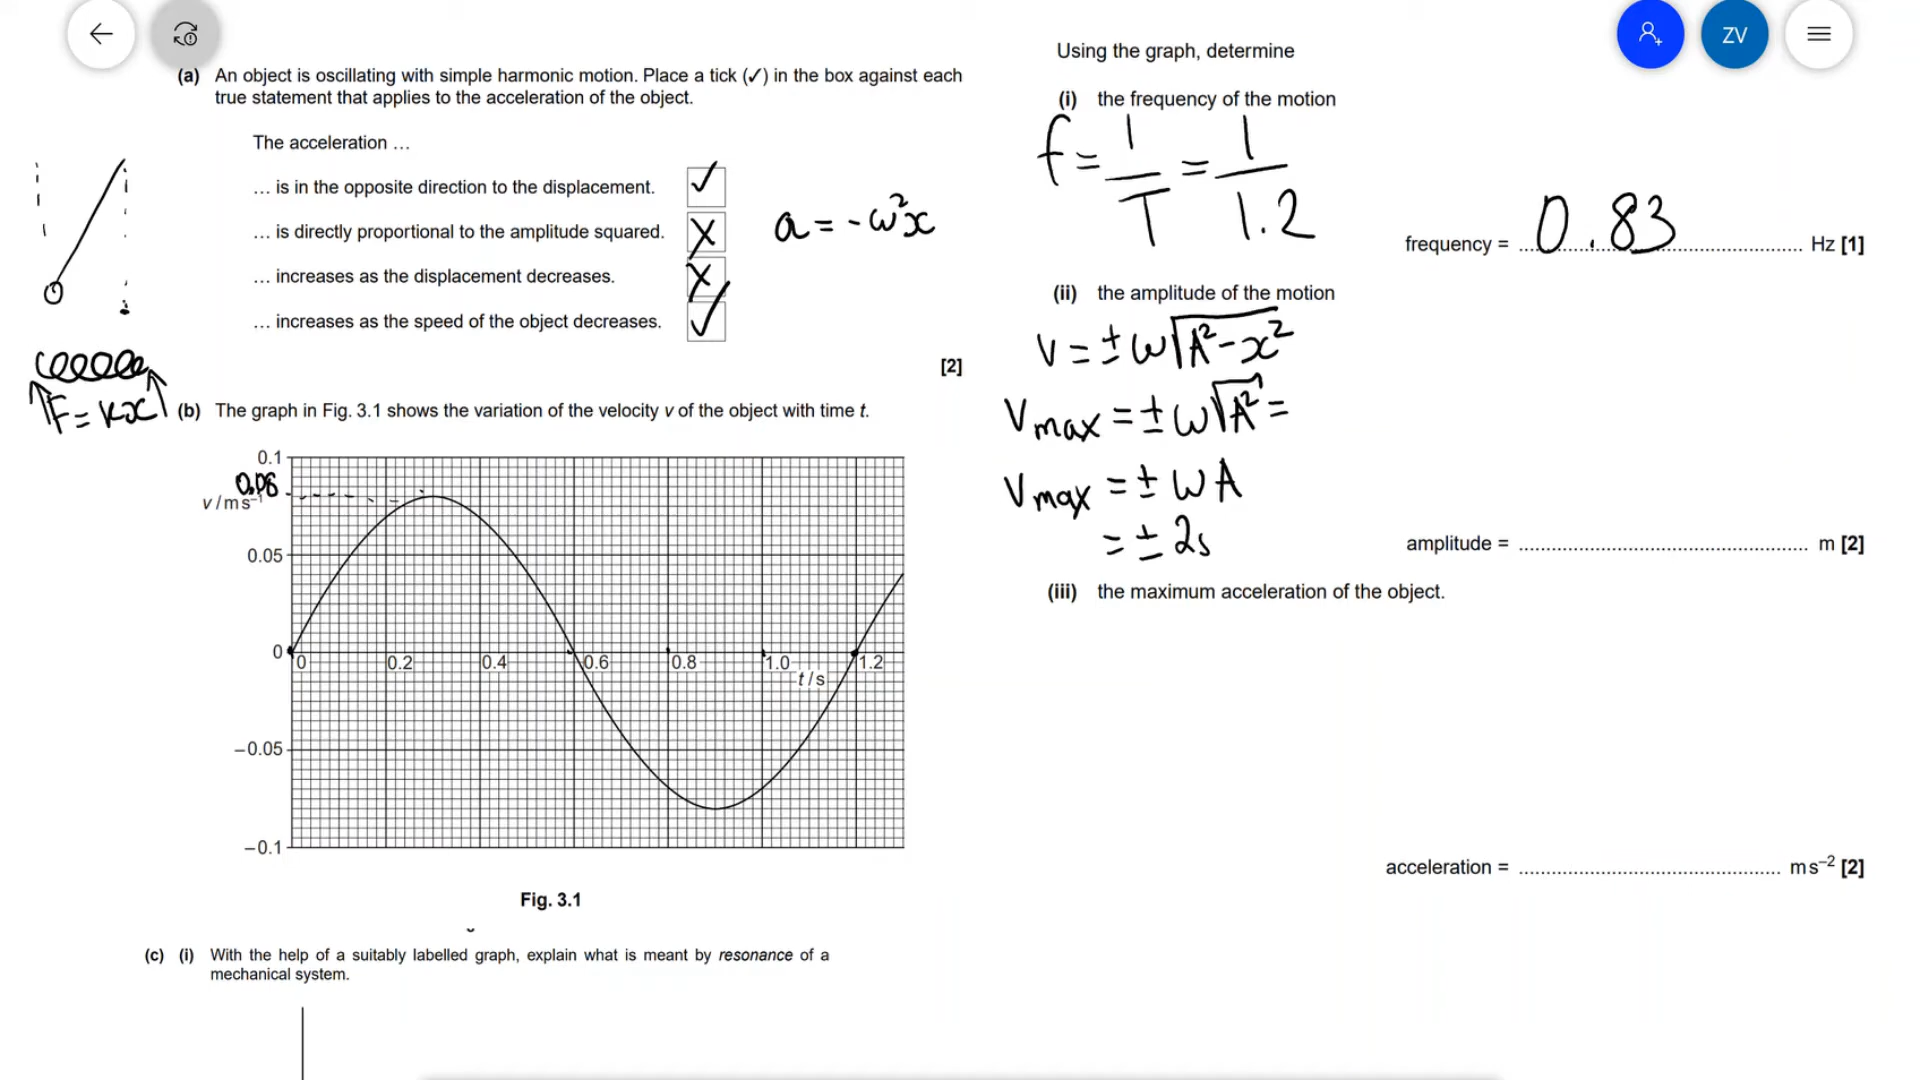 ZV
(a) An object is oscillating with simple harmonic motion. Place a tick (✓) in the box against each
true statement that applies to the acceleration of the object.
The acceleration …
… is in the opposite direction to the displacement. ✓
… is directly proportional to the amplitude squared. X
… increases as the displacement decreases. X
… increases as the speed of the object decreases. ✓
a = -ω²x
[2]
F = kx
(b) The graph in Fig. 3.1 shows the variation of the velocity v of the object with time t.
0.1
0.08
v / m s⁻¹
0.05
0
0 0.2 0.4 0.6 0.8 1.0 1.2
t / s
−0.05
−0.1
Fig. 3.1
(c) (i) With the help of a suitably labelled graph, explain what is meant by resonance of a
mechanical system.
Using the graph, determine
(i) the frequency of the motion
f = 1/T = 1/1.2
frequency = 0.83 Hz [1]
(ii) the amplitude of the motion
v = ± ω√A² - x²
Vmax = ± ω√A² =
Vmax = ± ωA
= ± 2s
amplitude = ........ m [2]
(iii) the maximum acceleration of the object.
acceleration = ........ m s⁻² [2]